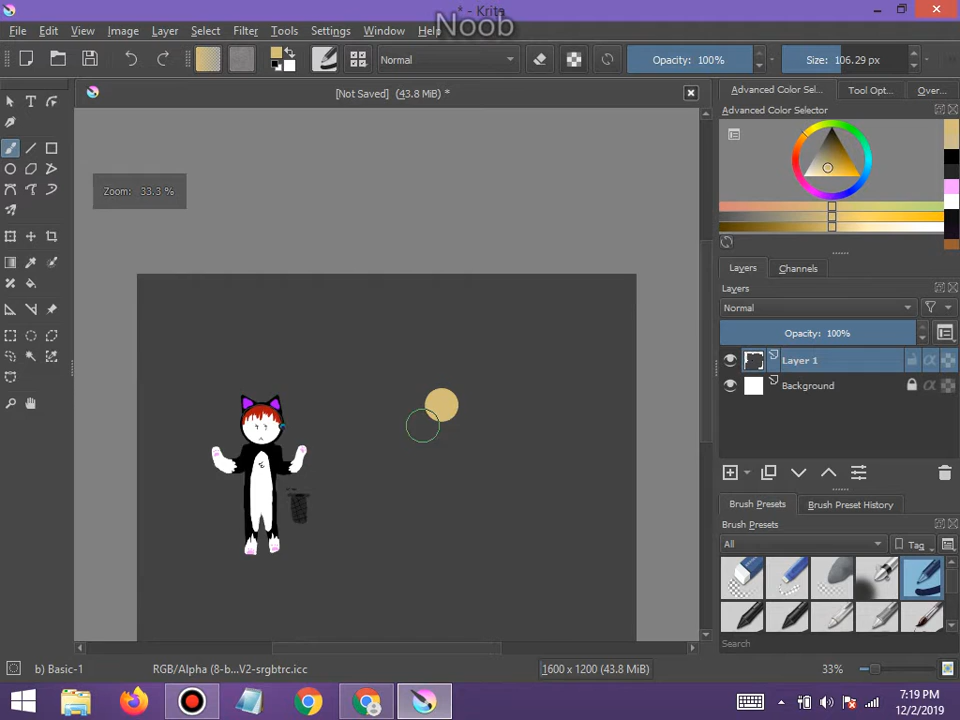 * - Krita
Noob
File Edit View Image Layer Select Filter Tools Settings Window Help
Normal Opacity: 100% Size: 106.29 px
[Not Saved] (43.8 MiB) *
Zoom: 33.3 %
Advanced Color Sel... Tool Opt... Over...
Advanced Color Selector
Layers Channels
Layers
Normal
Opacity: 100%
Layer 1
Background
Brush Presets Brush Preset History
Brush Presets
All Tag
Search
b) Basic-1 RGB/Alpha (8-b...V2-srgbtrc.icc 1600 x 1200 (43.8 MiB) 33%
7:19 PM
12/2/2019